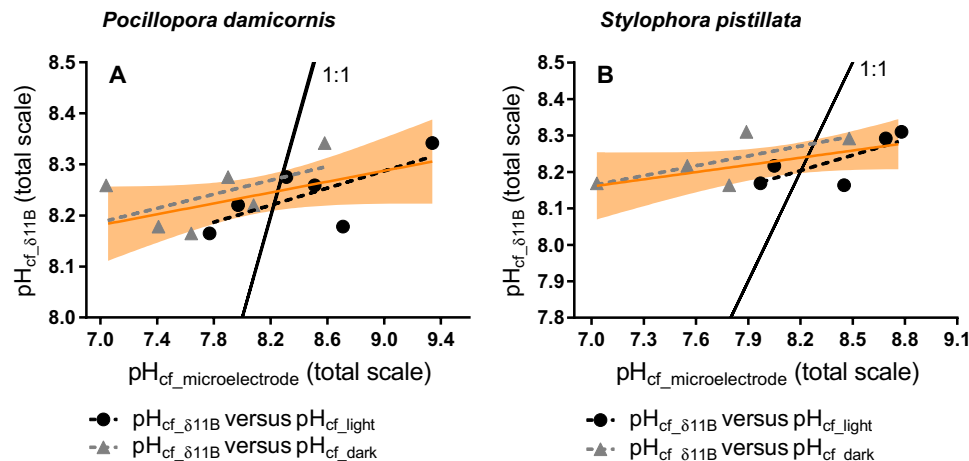 Pocillopora damicornis
Stylophora pistillata
A
1:1
8.5
8.4
8.3
8.2
8.1
8.0
pHcf_δ11B (total scale)
7.0 7.4 7.8 8.2 8.6 9.0 9.4
pHcf_microelectrode (total scale)
pHcf_δ11B versus pHcf_light
pHcf_δ11B versus pHcf_dark
B
1:1
8.5
8.4
8.3
8.2
8.1
8.0
7.9
7.8
pHcf_δ11B (total scale)
7.0 7.3 7.6 7.9 8.2 8.5 8.8 9.1
pHcf_microelectrode (total scale)
pHcf_δ11B versus pHcf_light
pHcf_δ11B versus pHcf_dark